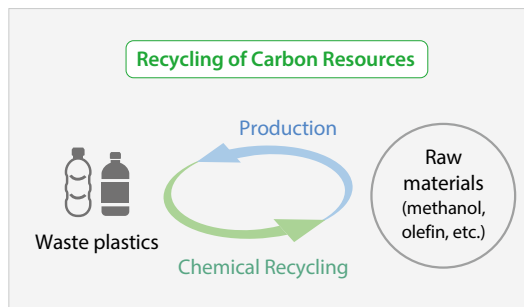 Recycling of Carbon Resources
Production
Raw
materials
(methanol,
olefin, etc.)
Waste plastics
Chemical Recycling